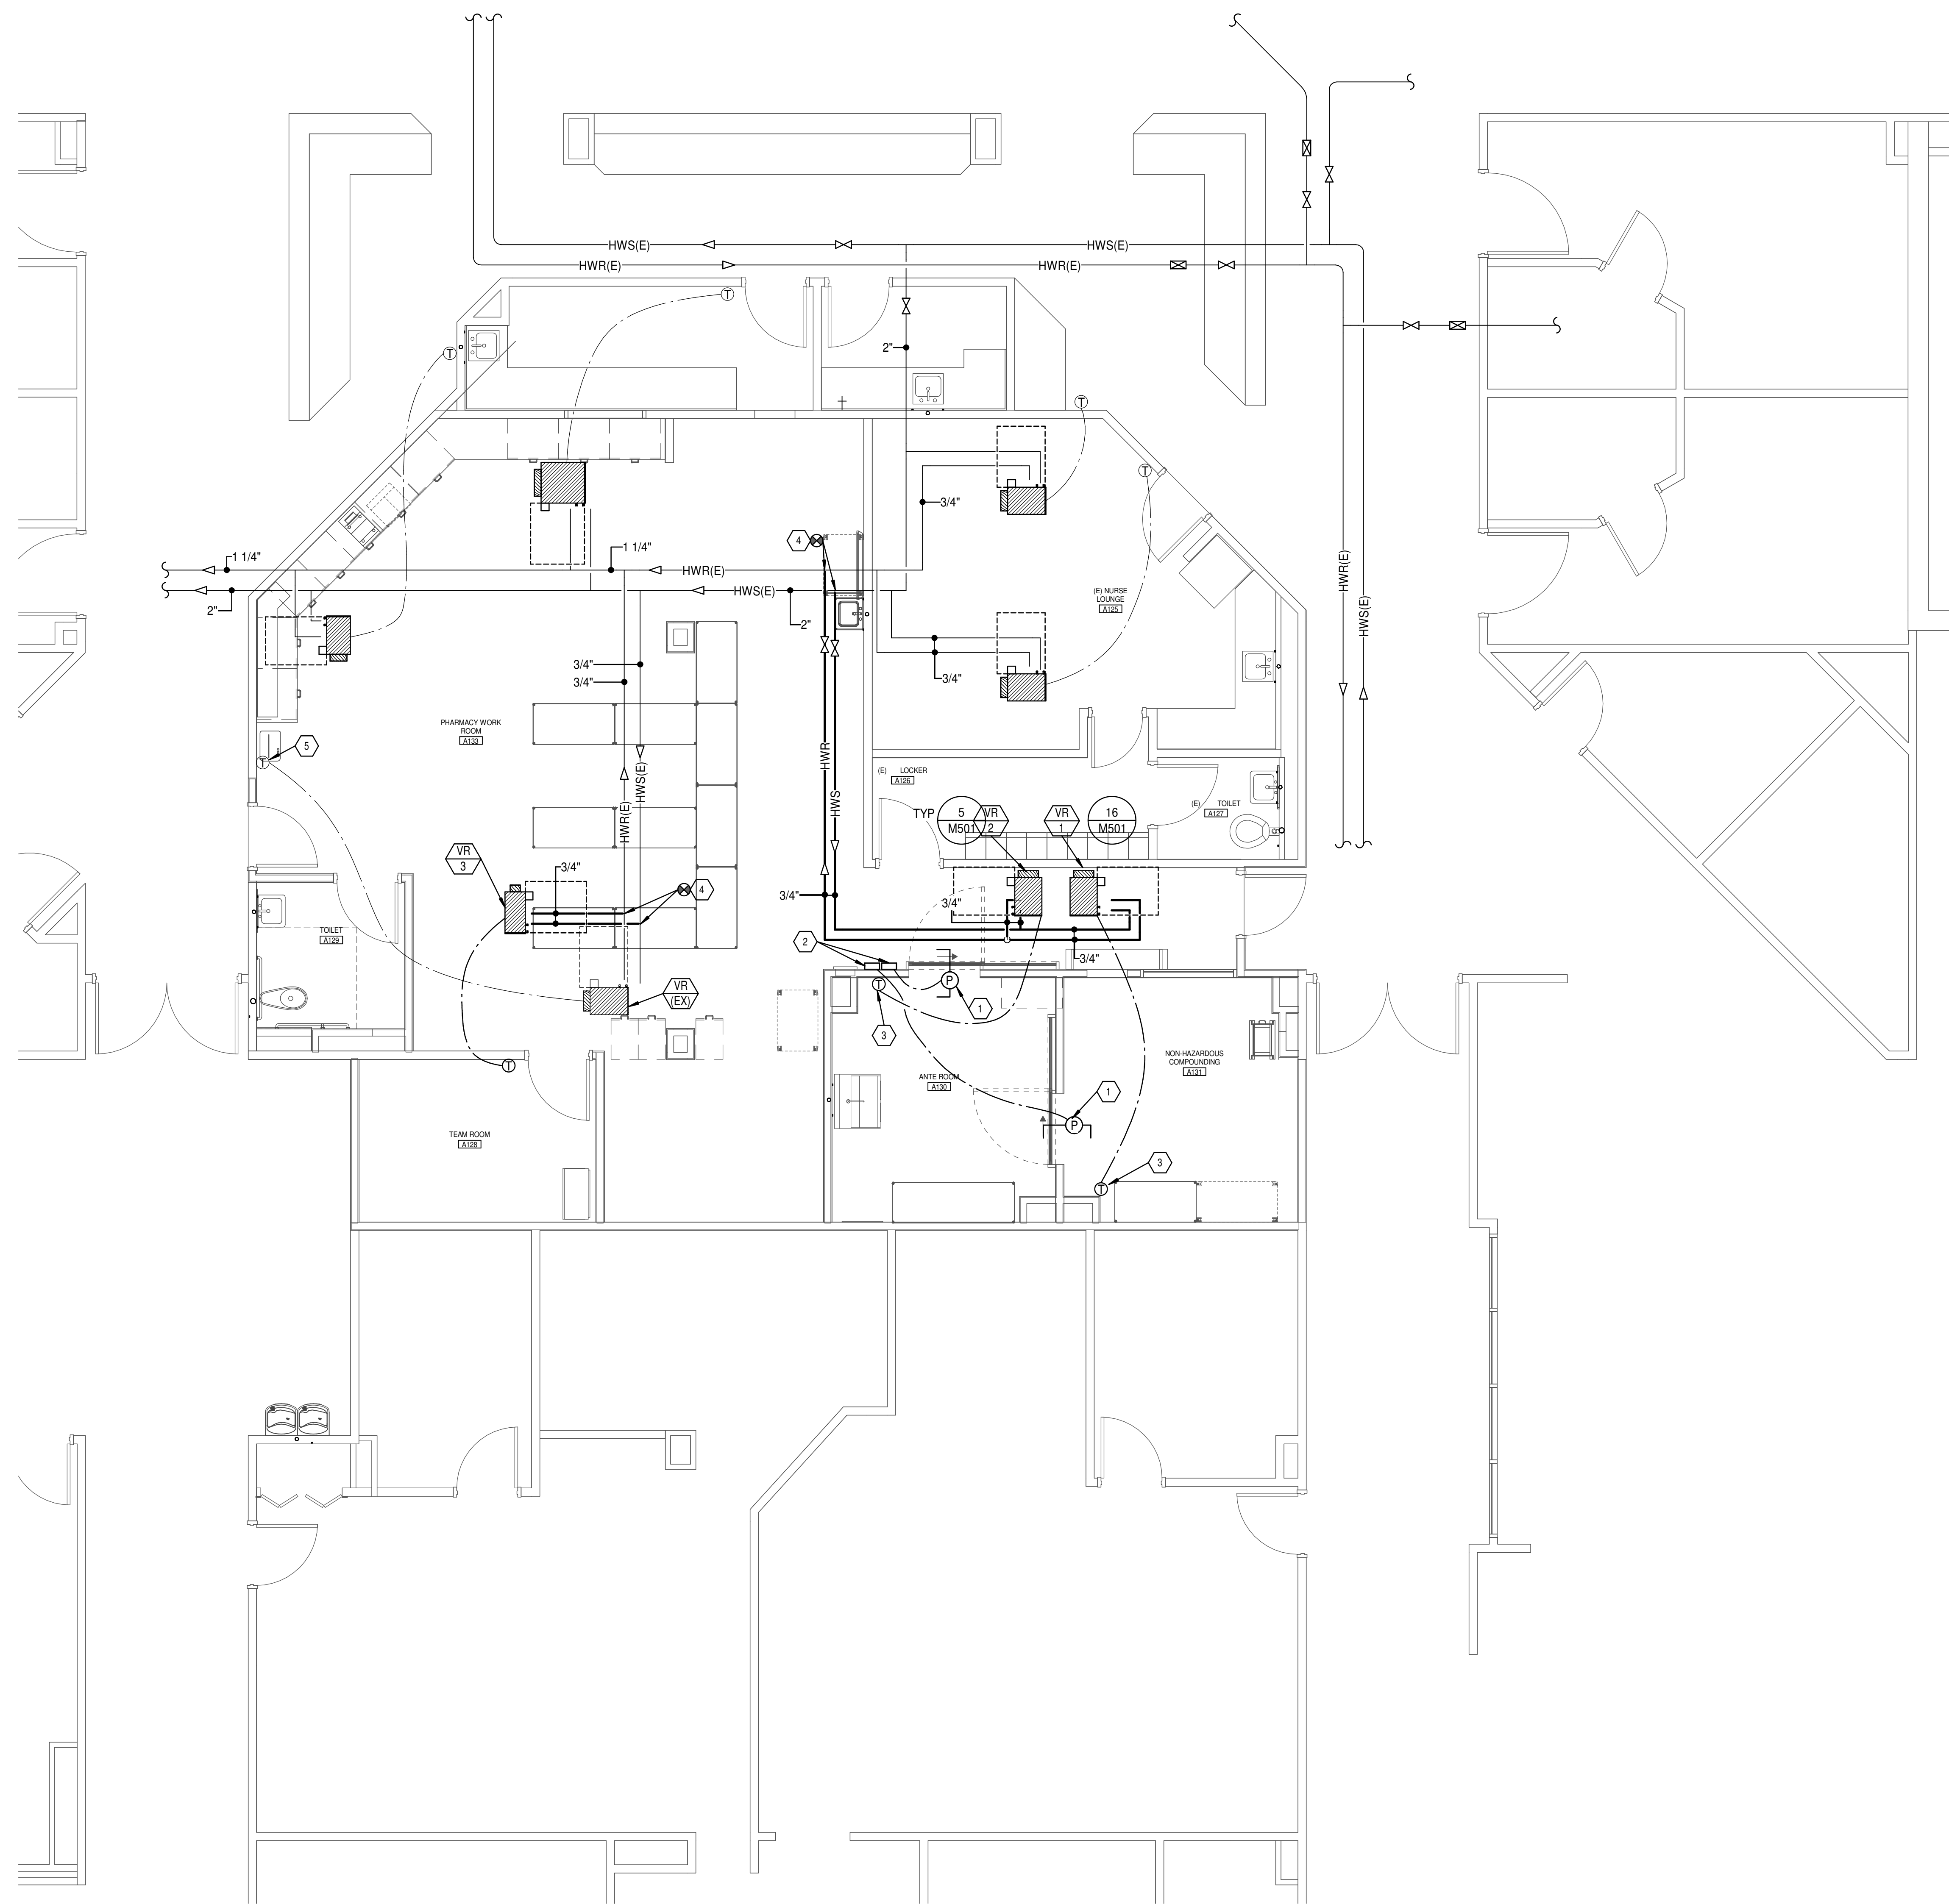 HWS(E)
HWS(E)
HWR(E)
HWR(E)
T
T
2"
T
T
3/4"
4
1 1/4"
1 1/4"
HWR(E)
HWS(E)
2"
2"
HWR(E)
HWS(E)
(E) NURSE
LOUNGE
A125
3/4"
3/4"
3/4"
PHARMACY WORK
ROOM
A133
5
T
HWR
HWS
HWR(E)
HWS(E)
(E) LOCKER
A126
(E) TOILET
A127
TYP
5
M501
VR
2
VR
1
16
M501
VR
3
3/4"
4
3/4"
3/4"
TOILET
A129
2
3/4"
VR
(EX)
T
P
1
3
T
NON-HAZARDOUS
COMPOUNDING
A131
ANTE ROOM
A130
1
P
TEAM ROOM
A128
3
T